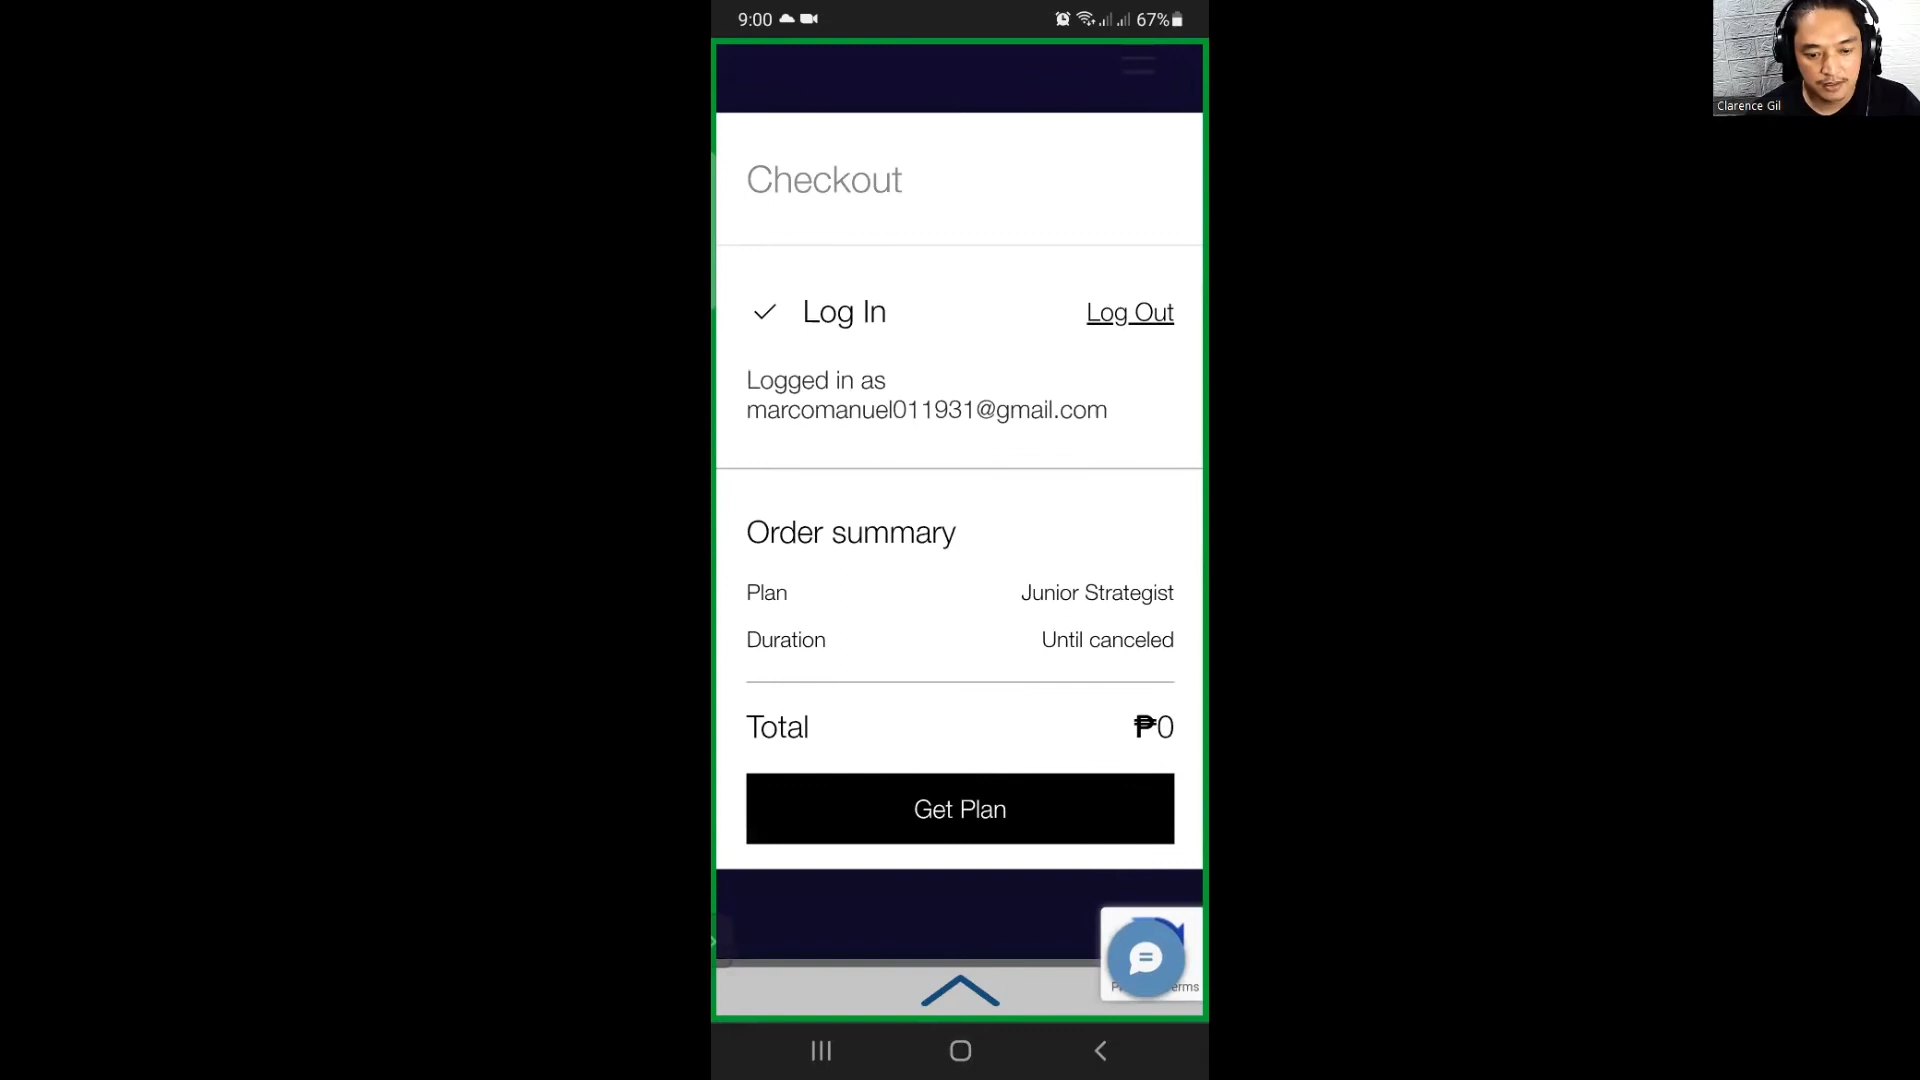 9:00
67%
Clarence Gil
Checkout
Log In
Log Out
Logged in as
marcomanuel011931@gmail.com
Order summary
Plan Junior Strategist
Duration Until canceled
Total ₱0
Get Plan